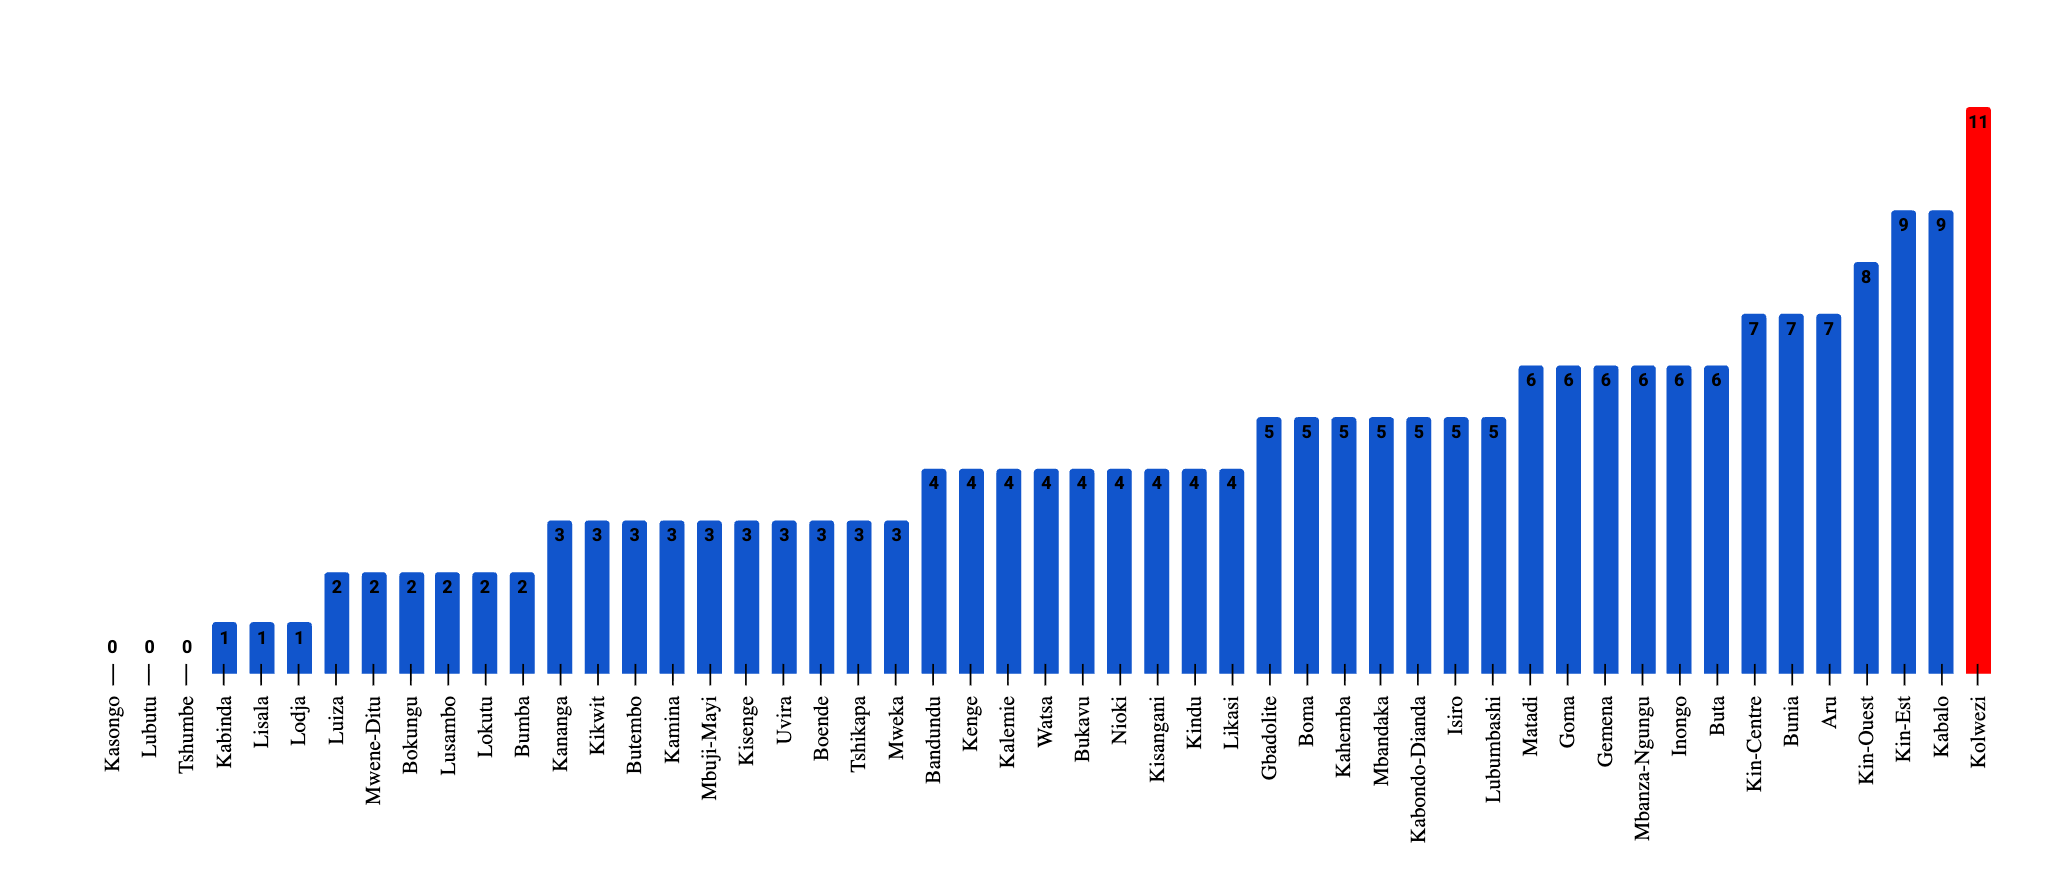 11
9 9
8
7 7 7
6 6 6 6 6 6
5 5 5 5 5 5 5
4 4 4 4 4 4 4 4 4
3 3 3 3 3 3 3 3 3 3
2 2 2 2 2 2
1 1 1
0 0 0
Kasongo
Lubutu
Tshumbe
Kabinda
Lisala
Lodja
Luiza
Mwene-Ditu
Bokungu
Lusambo
Lokutu
Bumba
Kananga
Kikwit
Butembo
Kamina
Mbuji-Mayi
Kisenge
Uvira
Boende
Tshikapa
Mweka
Bandundu
Kenge
Kalemie
Watsa
Bukavu
Nioki
Kisangani
Kindu
Likasi
Gbadolite
Boma
Kahemba
Mbandaka
Kabondo-Dianda
Isiro
Lubumbashi
Matadi
Goma
Gemena
Mbanza-Ngungu
Inongo
Buta
Kin-Centre
Bunia
Aru
Kin-Ouest
Kin-Est
Kabalo
Kolwezi